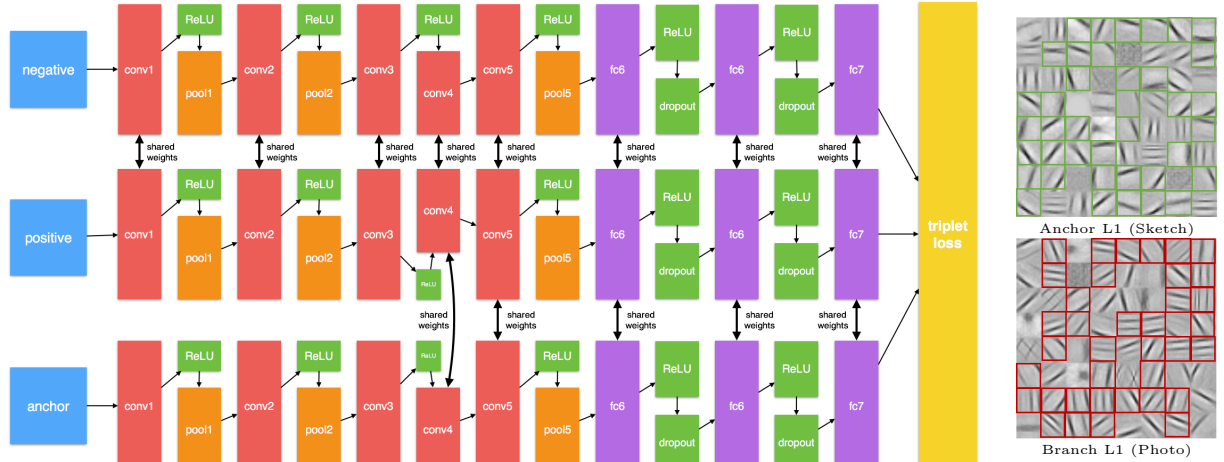 negative
conv1
ReLU
pool1
conv2
ReLU
pool2
conv3
ReLU
conv4
conv5
ReLU
pool5
fc6
ReLU
dropout
fc6
ReLU
dropout
fc7
shared
weights
shared
weights
shared
weights
shared
weights
shared
weights
shared
weights
shared
weights
shared
weights
positive
conv1
ReLU
pool1
conv2
ReLU
pool2
conv3
ReLU
conv4
conv5
ReLU
pool5
fc6
ReLU
dropout
fc6
ReLU
dropout
fc7
triplet
loss
shared
weights
shared
weights
shared
weights
shared
weights
shared
weights
anchor
conv1
ReLU
pool1
conv2
ReLU
pool2
conv3
ReLU
conv4
conv5
ReLU
pool5
fc6
ReLU
dropout
fc6
ReLU
dropout
fc7
Anchor L1 (Sketch)
Branch L1 (Photo)